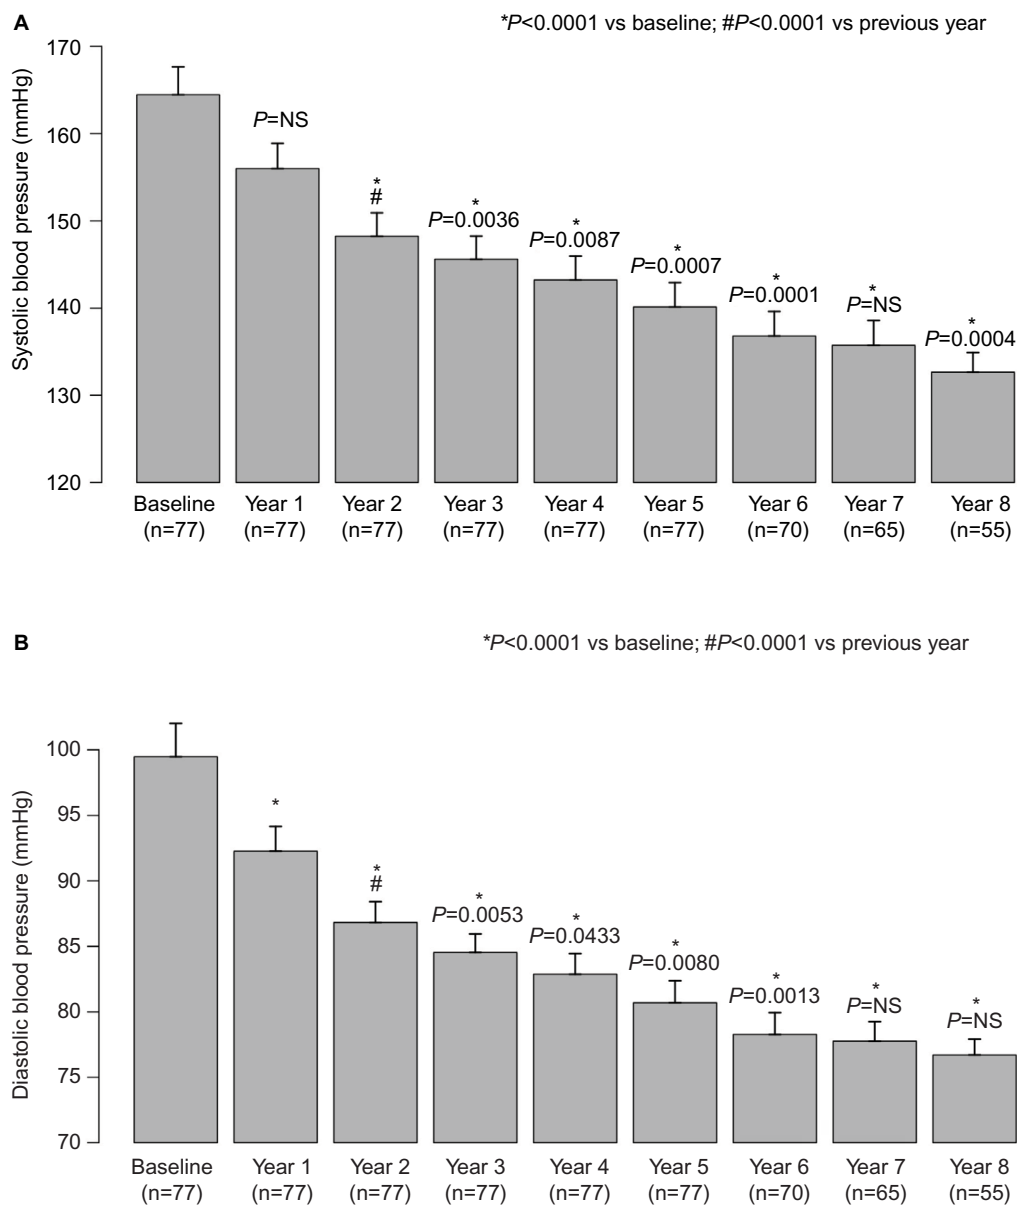 A
*P<0.0001 vs baseline; #P<0.0001 vs previous year
Systolic blood pressure (mmHg)
170
160
150
140
130
120
P=NS
*
#
*
P=0.0036
*
P=0.0087
*
P=0.0007
*
P=0.0001
*
P=NS
*
P=0.0004
Baseline Year 1 Year 2 Year 3 Year 4 Year 5 Year 6 Year 7 Year 8
(n=77) (n=77) (n=77) (n=77) (n=77) (n=77) (n=70) (n=65) (n=55)
B
*P<0.0001 vs baseline; #P<0.0001 vs previous year
Diastolic blood pressure (mmHg)
100
95
90
85
80
75
70
*
*
#
*
P=0.0053
*
P=0.0433
*
P=0.0080
*
P=0.0013
*
P=NS
*
P=NS
Baseline Year 1 Year 2 Year 3 Year 4 Year 5 Year 6 Year 7 Year 8
(n=77) (n=77) (n=77) (n=77) (n=77) (n=77) (n=70) (n=65) (n=55)